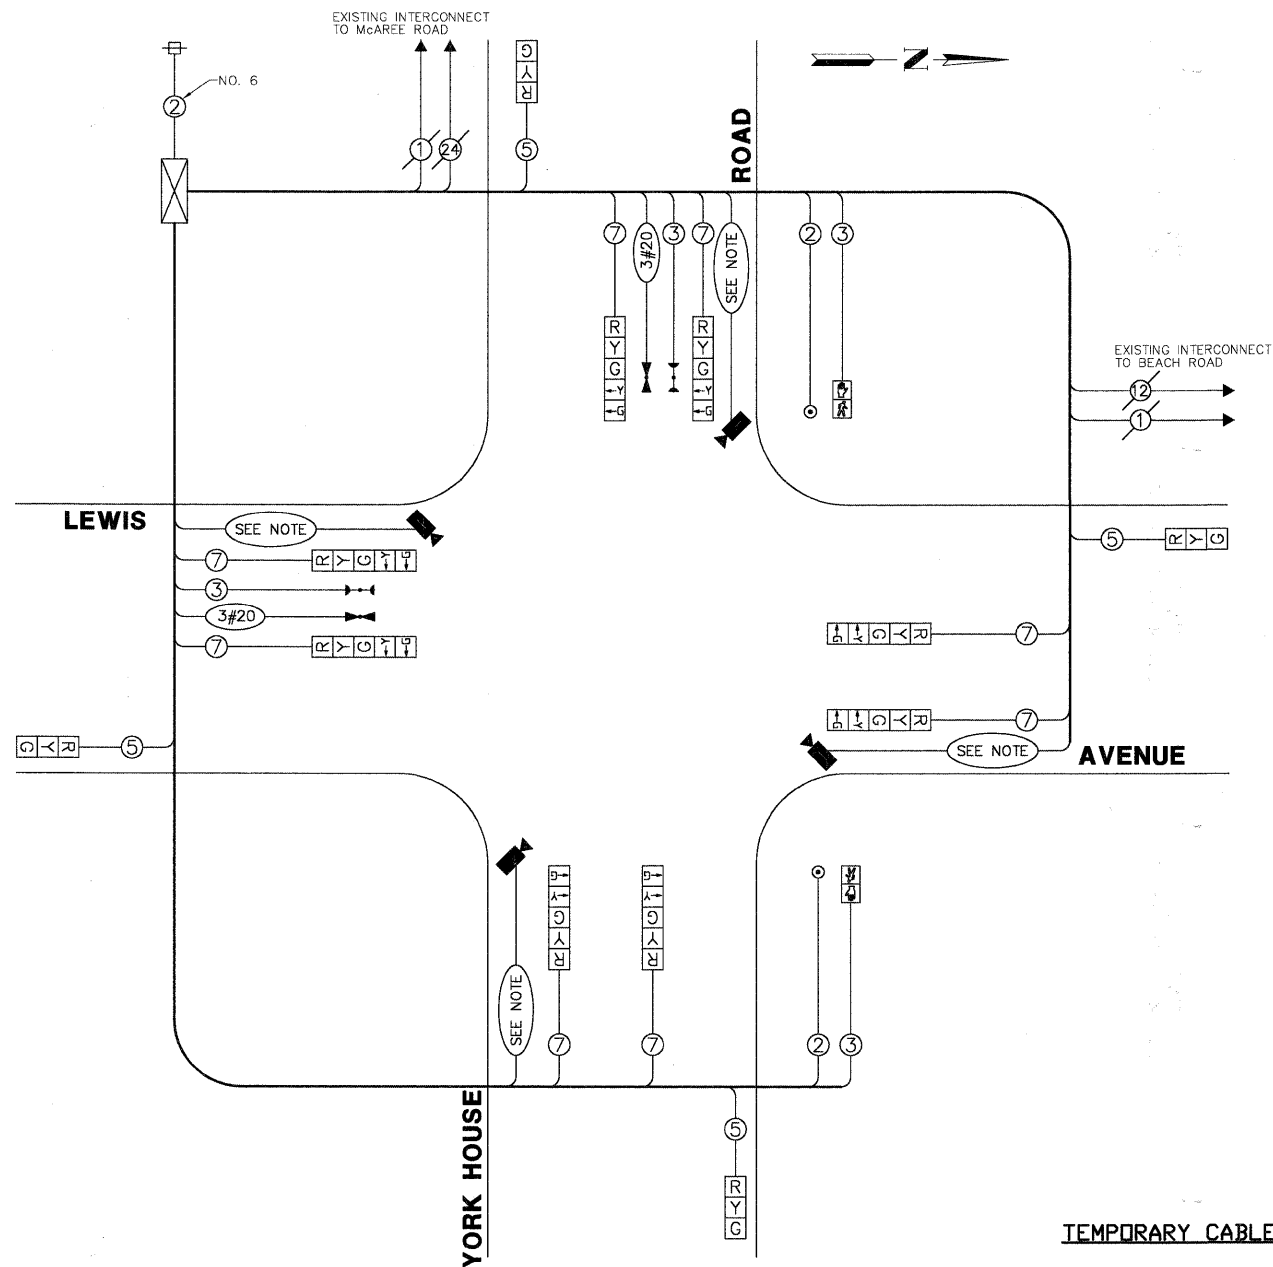 EXISTING INTERCONNECT
TO McAREE ROAD
NO. 6
2
1
24
5
G Y R
N
ROAD
7
3#20
3
7
SEE NOTE
2
3
R Y G Y G
R Y G Y G
EXISTING INTERCONNECT
TO BEACH ROAD
12
1
LEWIS
SEE NOTE
7
R Y G Y G
3
3#20
7
R Y G Y G
5
R Y G
G Y G Y R
7
G Y G Y R
7
SEE NOTE
AVENUE
G Y R
5
G Y G Y R
G Y G Y R
SEE NOTE
7
7
2
3
YORK HOUSE
5
R Y G
TEMPORARY CABLE